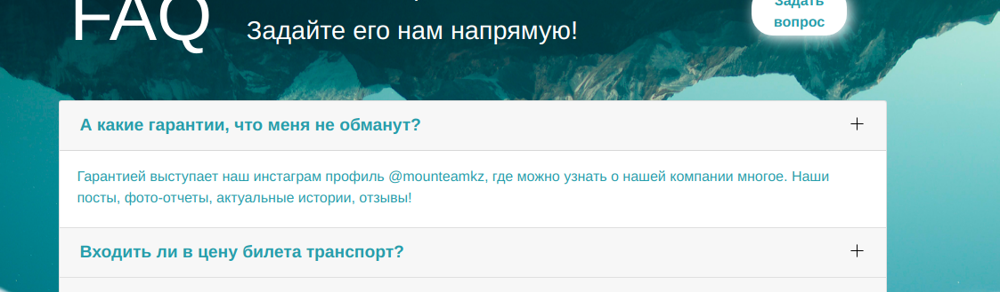 FAQ
Задайте его нам напрямую!
Задать
вопрос
А какие гарантии, что меня не обманут?
Гарантией выступает наш инстаграм профиль @mounteamkz, где можно узнать о нашей компании многое. Наши
посты, фото-отчеты, актуальные истории, отзывы!
Входить ли в цену билета транспорт?